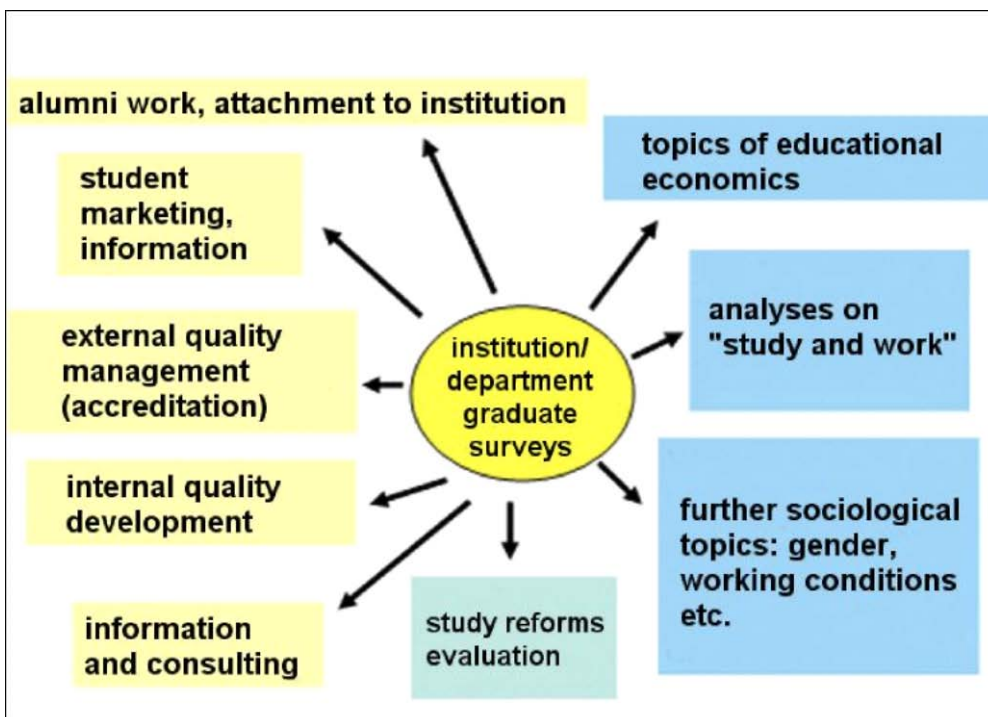 alumni work, attachment to institution
student
marketing,
information
external quality
management
(accreditation)
internal quality
development
information
and consulting
institution/
department
graduate
surveys
study reforms
evaluation
topics of educational
economics
analyses on
"study and work"
further sociological
topics: gender,
working conditions
etc.